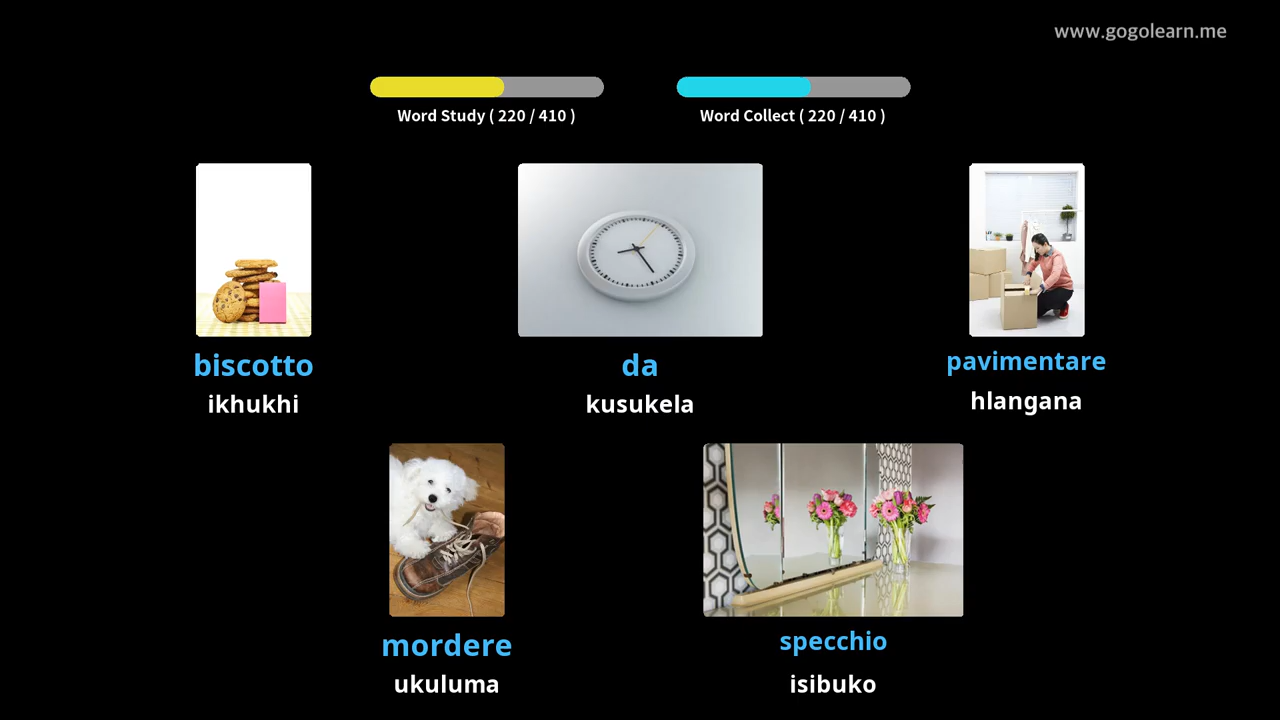 www.gogolearn.me
Word Study ( 220 / 410 )
Word Collect ( 220 / 410 )
biscotto
ikhukhi
da
kusukela
pavimentare
hlangana
mordere
ukuluma
specchio
isibuko